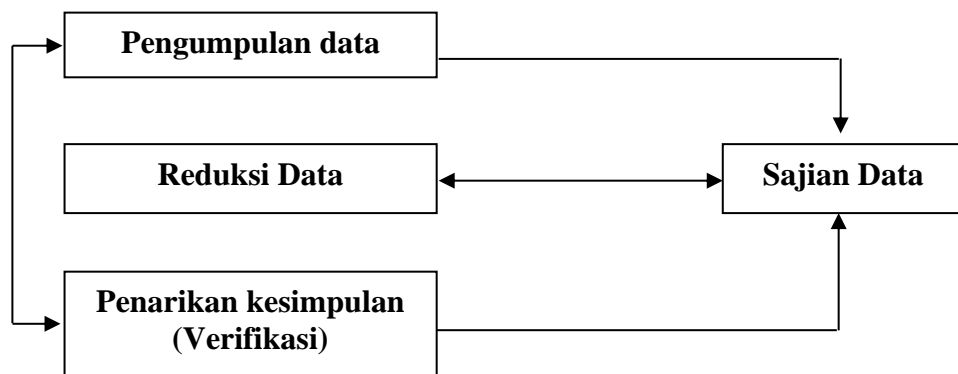 Pengumpulan data
Reduksi Data
Sajian Data
Penarikan kesimpulan
(Verifikasi)